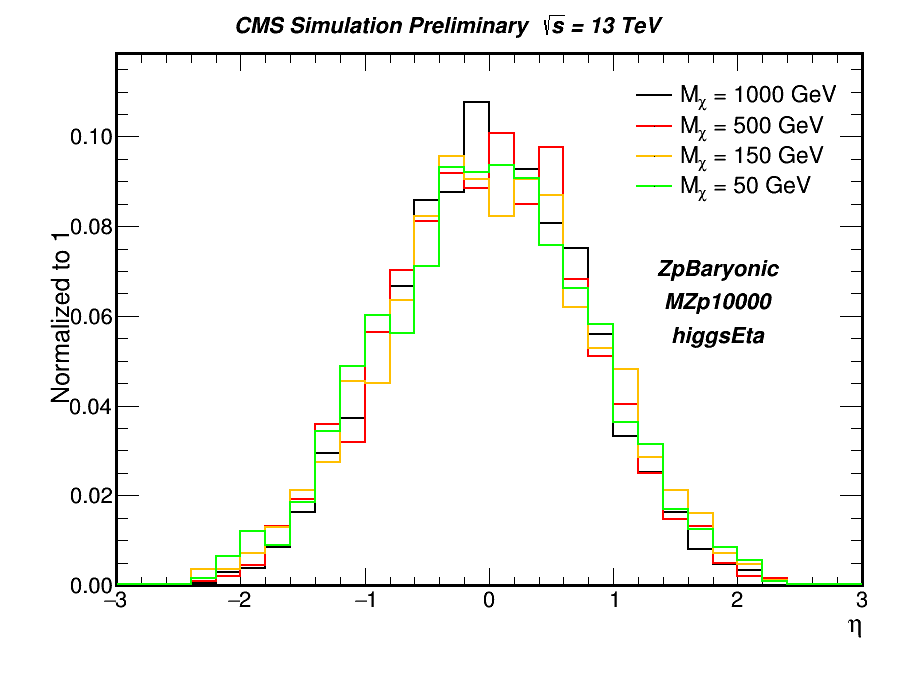 CMS Simulation Preliminary √s = 13 TeV
Mχ = 1000 GeV
Mχ = 500 GeV
Mχ = 150 GeV
Mχ = 50 GeV
ZpBaryonic
MZp10000
higgsEta
Normalized to 1
0.10
0.08
0.06
0.04
0.02
0.00
−3 −2 −1 0 1 2 3
η